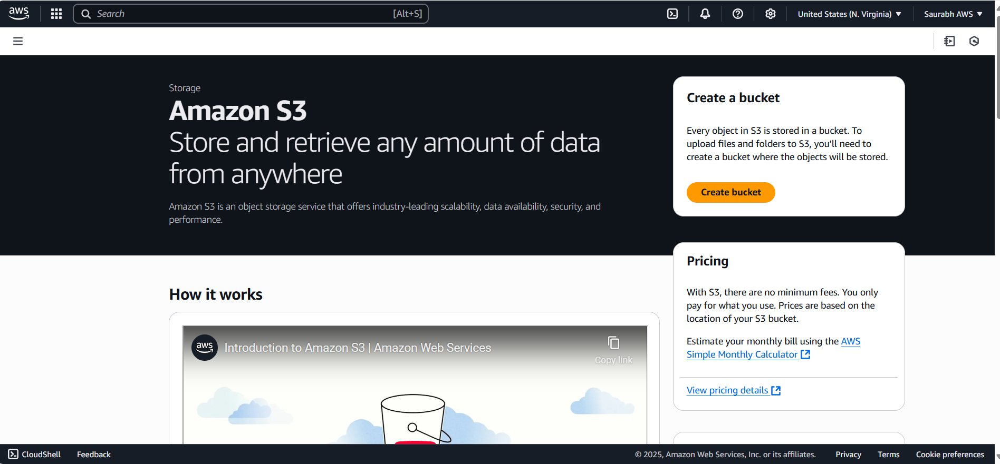 aws
Search
[Alt+S]
United States (N. Virginia)
Saurabh AWS
Storage
Amazon S3
Store and retrieve any amount of data
from anywhere
Amazon S3 is an object storage service that offers industry-leading scalability, data availability, security, and
performance.
Create a bucket
Every object in S3 is stored in a bucket. To
upload files and folders to S3, you’ll need to
create a bucket where the objects will be stored.
Create bucket
Pricing
With S3, there are no minimum fees. You only
pay for what you use. Prices are based on the
location of your S3 bucket.
Estimate your monthly bill using the AWS
Simple Monthly Calculator
View pricing details
How it works
aws
Introduction to Amazon S3 | Amazon Web Services
Copy link
CloudShell
Feedback
© 2025, Amazon Web Services, Inc. or its affiliates.
Privacy
Terms
Cookie preferences